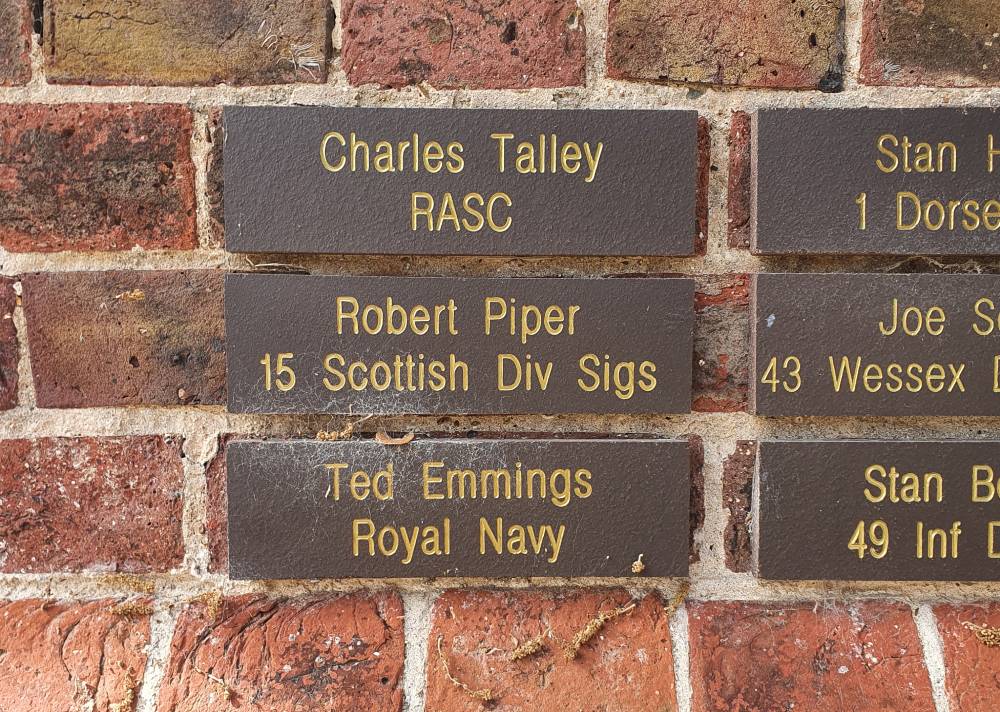 Charles Talley
RASC
Robert Piper
15 Scottish Div Sigs
Ted Emmings
Royal Navy
Stan
1
Joe
43 Wessex
Stan
49 Inf